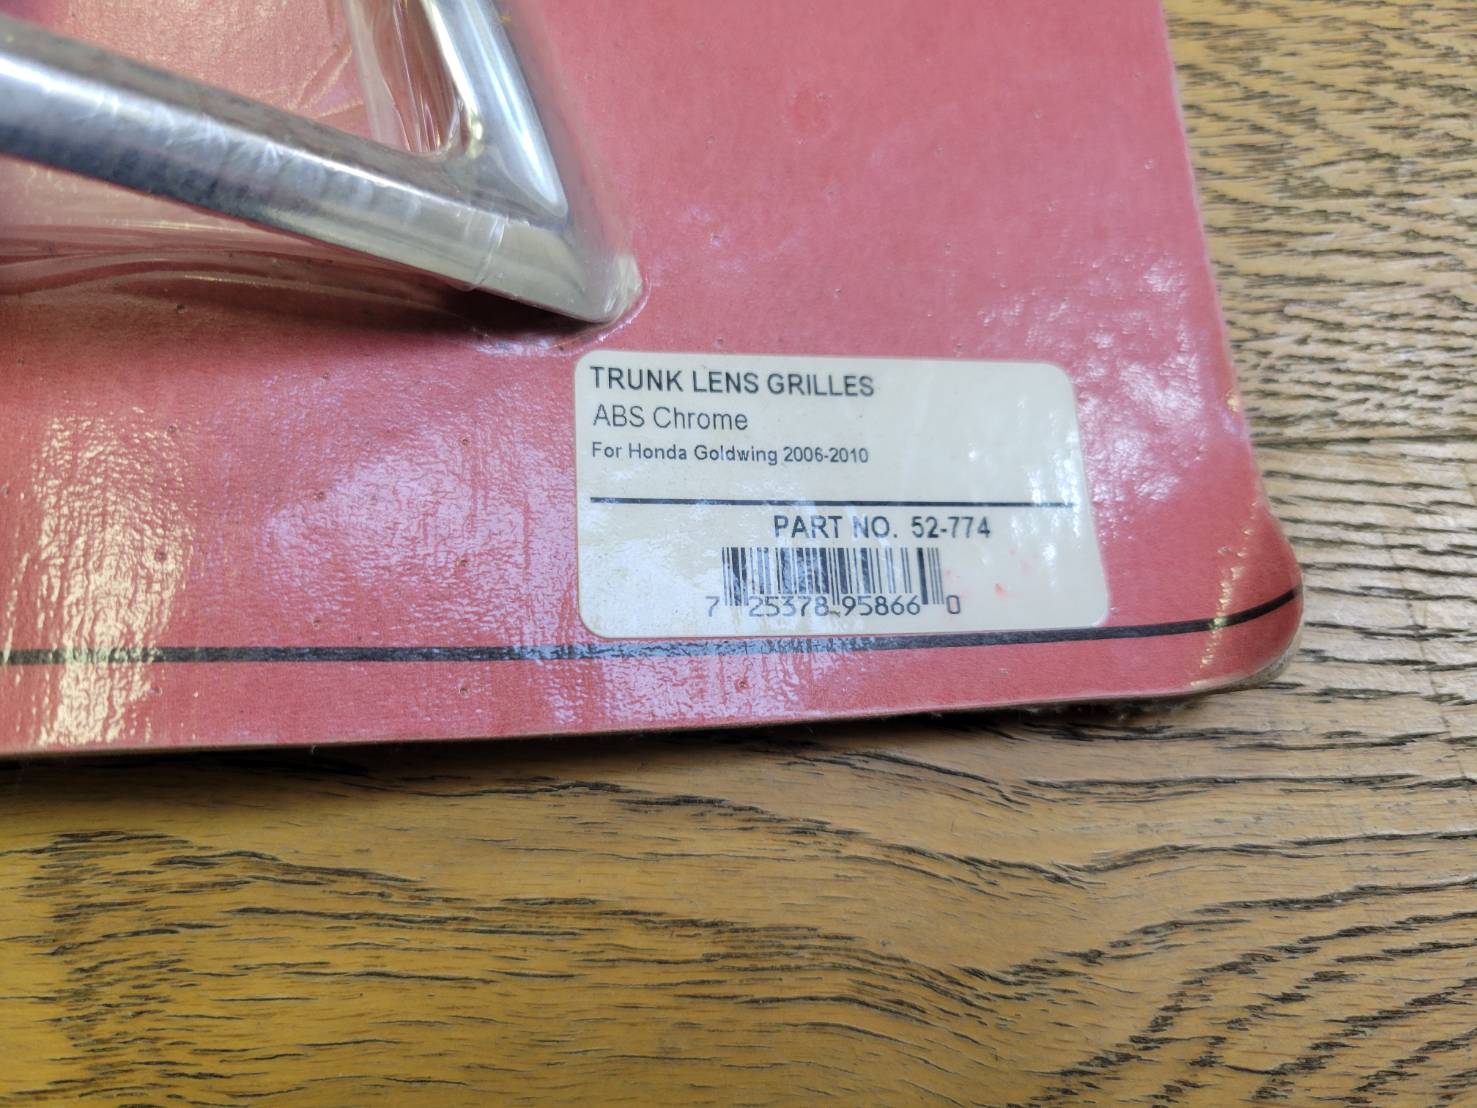 TRUNK LENS GRILLES
ABS Chrome
For Honda Goldwing 2006-2010
PART NO. 52-774
7 25378 95866 0